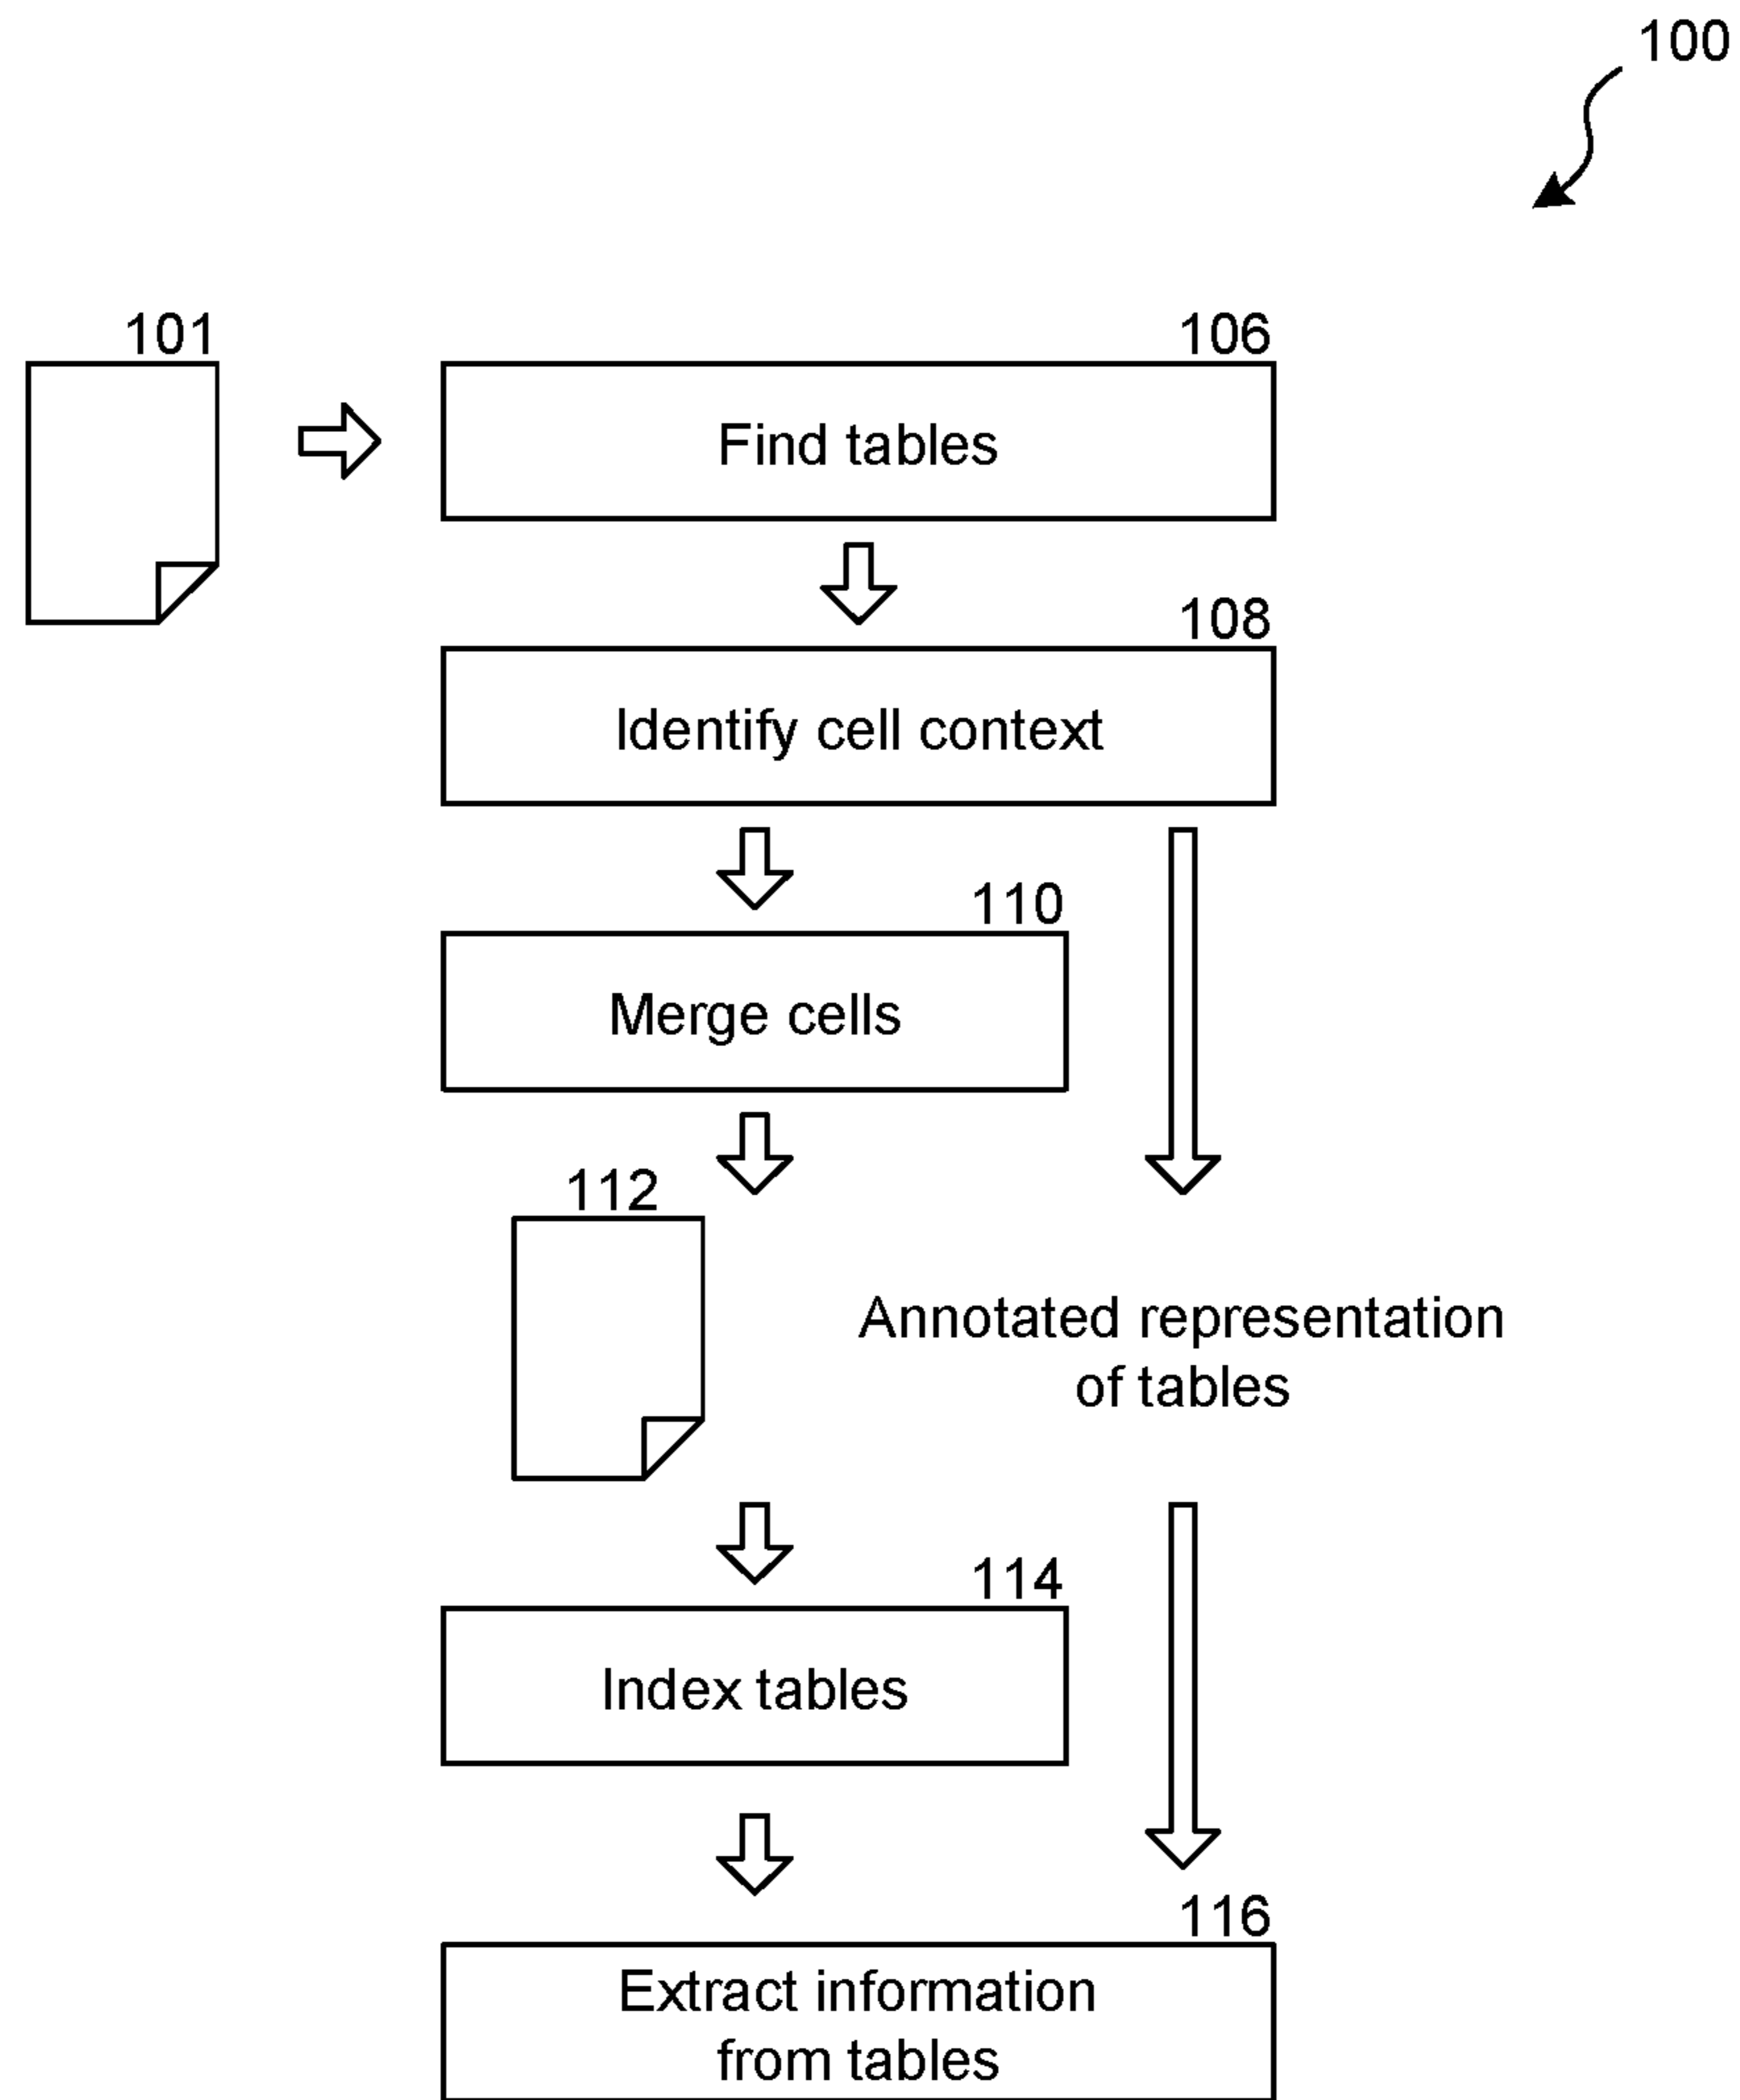 100
101
106
Find tables
108
Identify cell context
110
Merge cells
112
Annotated representation
of tables
114
Index tables
116
Extract information
from tables